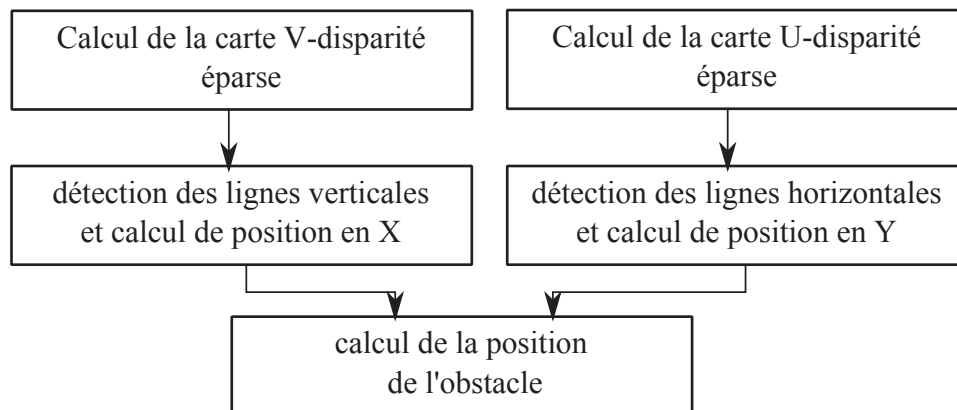 Calcul de la carte V-disparité
éparse
Calcul de la carte U-disparité
éparse
détection des lignes verticales
et calcul de position en X
détection des lignes horizontales
et calcul de position en Y
calcul de la position
de l'obstacle